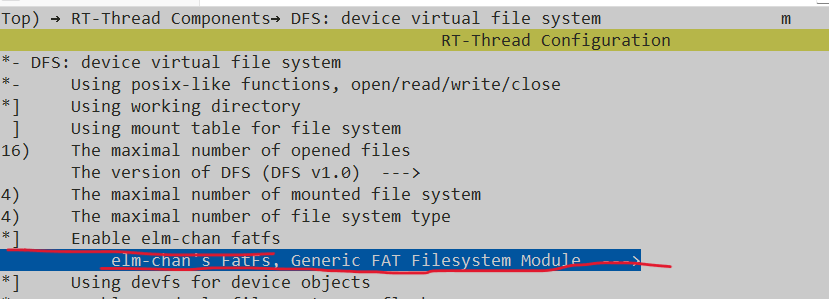 Top) → RT-Thread Components→ DFS: device virtual file system m
RT-Thread Configuration
*- DFS: device virtual file system
*- Using posix-like functions, open/read/write/close
*] Using working directory
] Using mount table for file system
16) The maximal number of opened files
The version of DFS (DFS v1.0) --->
4) The maximal number of mounted file system
4) The maximal number of file system type
*] Enable elm-chan fatfs
elm-chan's FatFs, Generic FAT Filesystem Module --->
*] Using devfs for device objects